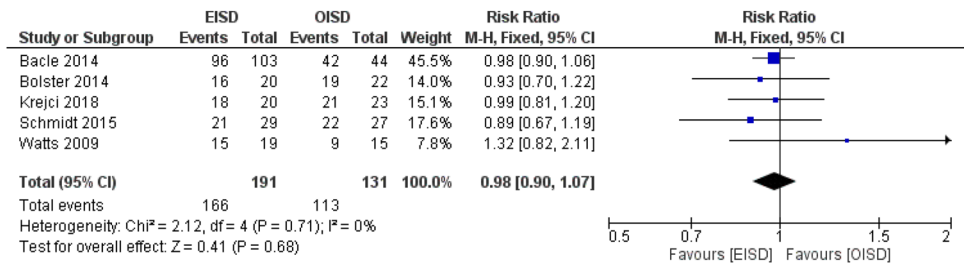 EISD OISD Risk Ratio Risk Ratio
Study or Subgroup Events Total Events Total Weight M-H, Fixed, 95% CI M-H, Fixed, 95% CI
Bacle 2014 96 103 42 44 45.5% 0.98 [0.90, 1.06]
Bolster 2014 16 20 19 22 14.0% 0.93 [0.70, 1.22]
Krejci 2018 18 20 21 23 15.1% 0.99 [0.81, 1.20]
Schmidt 2015 21 29 22 27 17.6% 0.89 [0.67, 1.19]
Watts 2009 15 19 9 15 7.8% 1.32 [0.82, 2.11]
Total (95% CI) 191 131 100.0% 0.98 [0.90, 1.07]
Total events 166 113
Heterogeneity: Chi² = 2.12, df = 4 (P = 0.71); I² = 0%
Test for overall effect: Z = 0.41 (P = 0.68)
0.5 0.7 1 1.5 2
Favours [EISD] Favours [OISD]